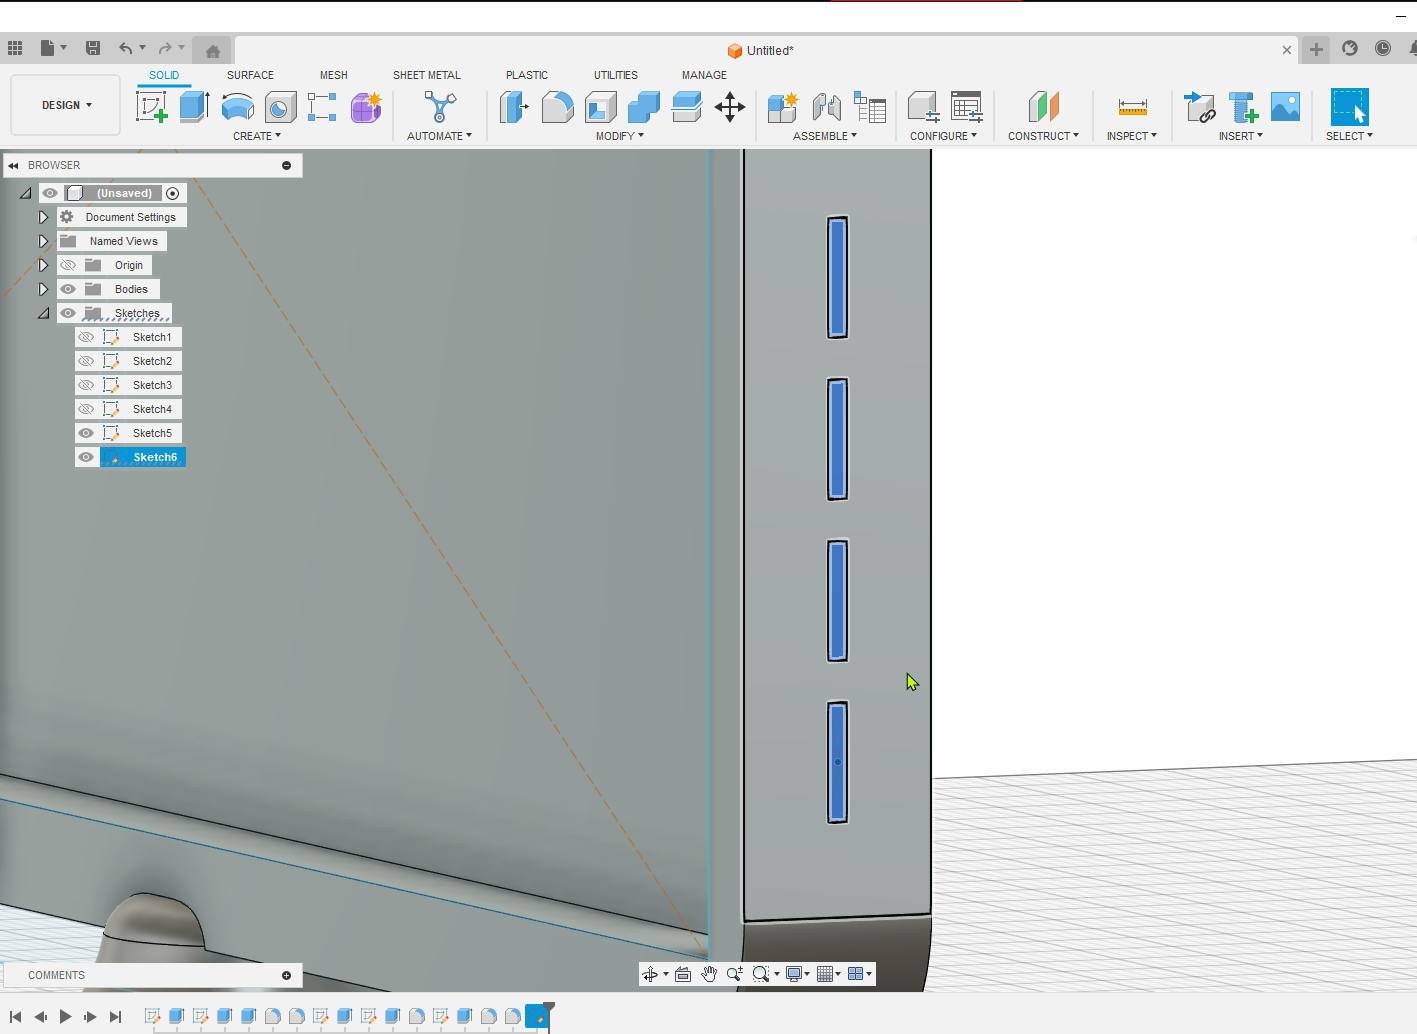 Untitled*
SOLID SURFACE MESH SHEET METAL PLASTIC UTILITIES MANAGE
DESIGN
CREATE AUTOMATE MODIFY ASSEMBLE CONFIGURE CONSTRUCT INSPECT INSERT SELECT
BROWSER
(Unsaved)
Document Settings
Named Views
Origin
Bodies
Sketches
Sketch1
Sketch2
Sketch3
Sketch4
Sketch5
Sketch6
COMMENTS